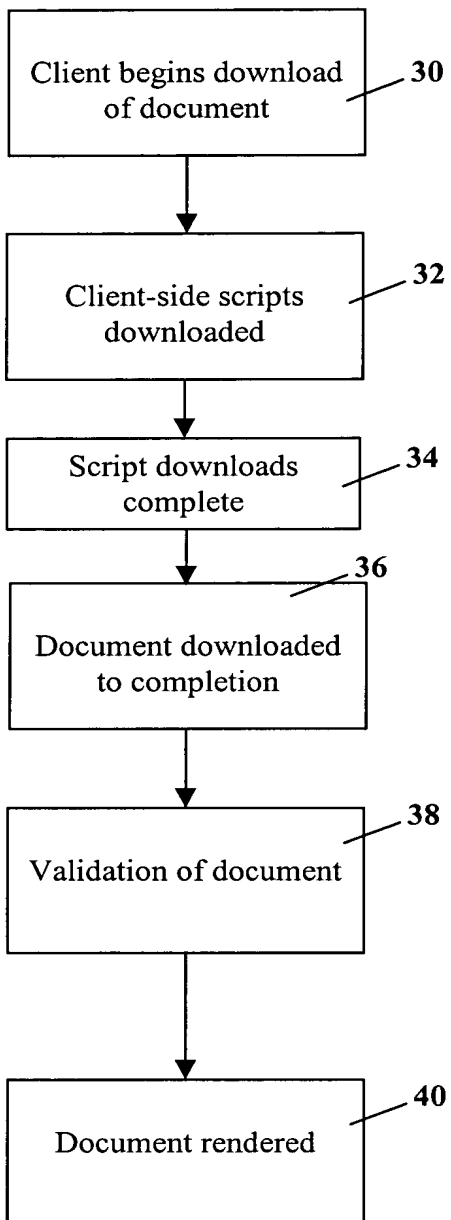 Client begins download
of document
30
Client-side scripts
downloaded
32
Script downloads
complete
34
36
Document downloaded
to completion
38
Validation of document
40
Document rendered